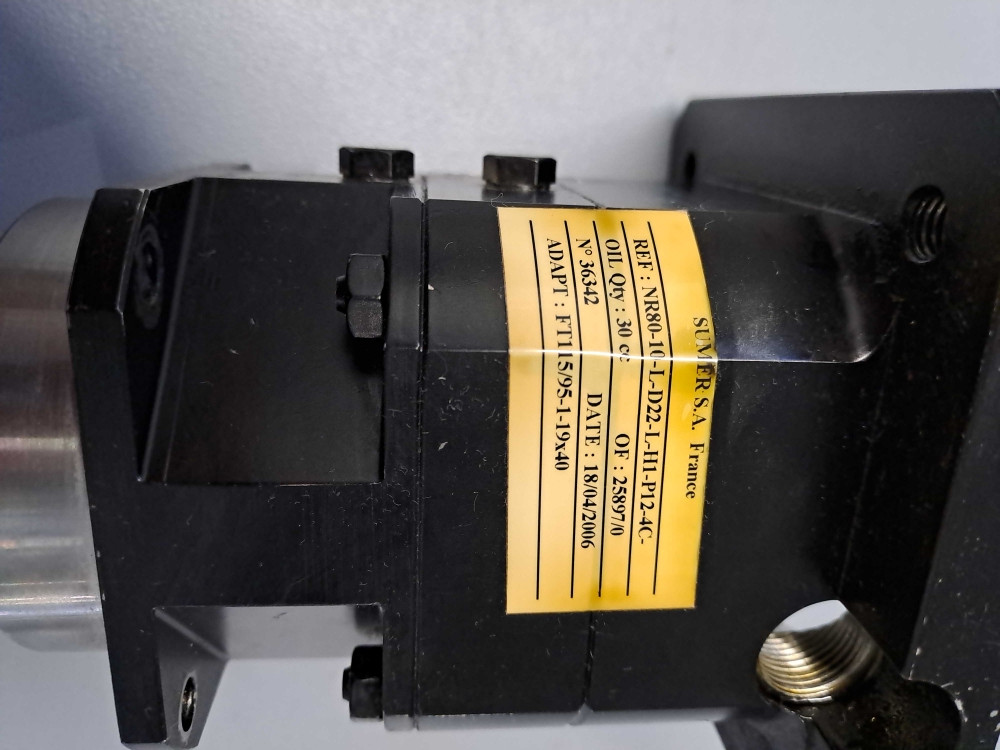 SUMER S.A. France
REF : NR80-10-L-D22-L-H1-P12-4C-
OIL Qty : 30 cc OF : 25897/0
N° 36342 DATE : 18/04/2006
ADAPT : FT115/95-1-19x40